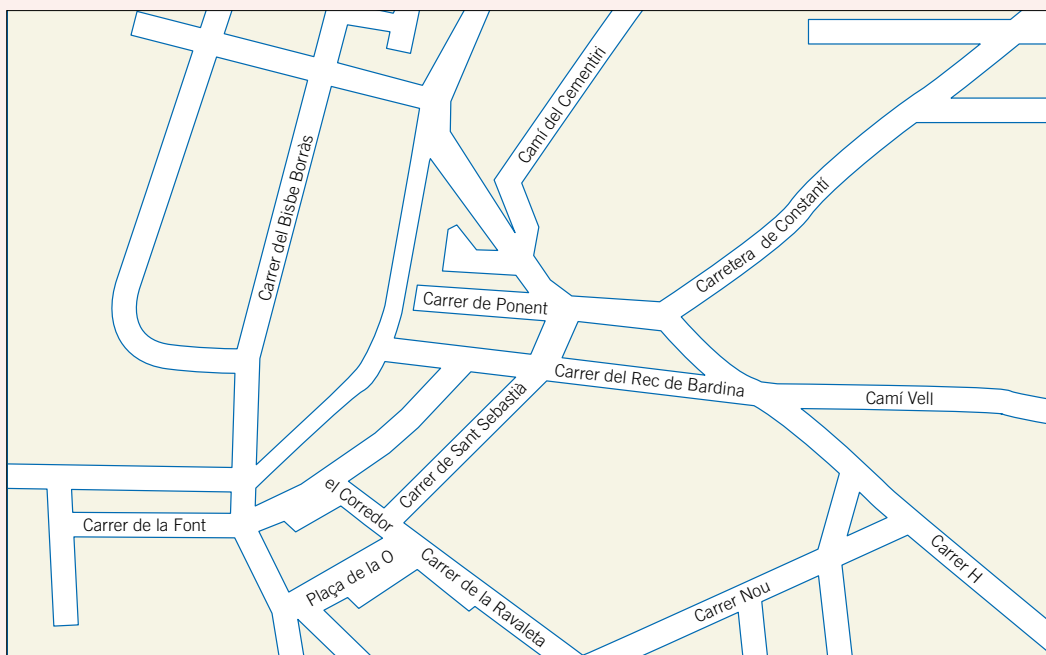 Camí del Cementiri
Carrer del Bisbe Borràs
Carretera de Constantí
Carrer de Ponent
Carrer del Rec de Bardina
Camí Vell
Carrer de Sant Sebastià
el Corredor
Carrer de la Font
Plaça de la O
Carrer de la Ravaleta
Carrer H
Carrer Nou